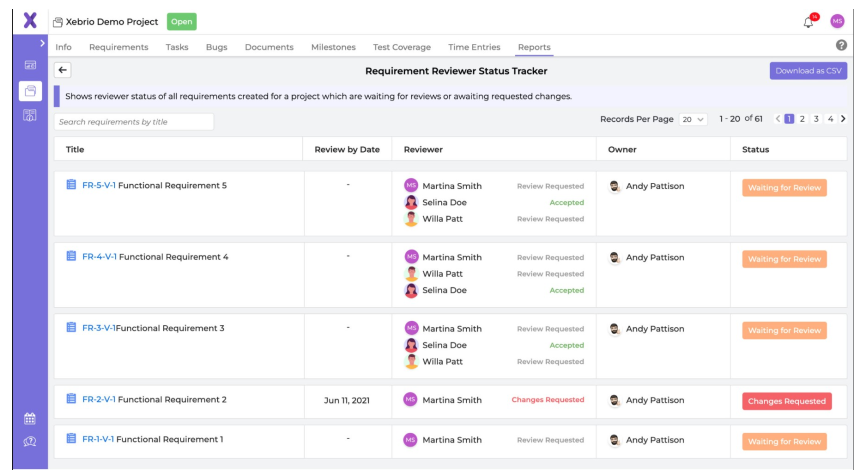 X Xebrio Demo Project Open 14 MS
Info Requirements Tasks Bugs Documents Milestones Test Coverage Time Entries Reports ?
← Requirement Reviewer Status Tracker Download as CSV
Shows reviewer status of all requirements created for a project which are waiting for reviews or awaiting requested changes.
Search requirements by title Records Per Page 20 1 - 20 of 61 < 1 2 3 4 >
Title Review by Date Reviewer Owner Status
FR-5-V-1 Functional Requirement 5 - MS Martina Smith Review Requested Andy Pattison Waiting for Review
Selina Doe Accepted
Willa Patt Review Requested
FR-4-V-1 Functional Requirement 4 - MS Martina Smith Review Requested Andy Pattison Waiting for Review
Willa Patt Review Requested
Selina Doe Accepted
FR-3-V-1Functional Requirement 3 - MS Martina Smith Review Requested Andy Pattison Waiting for Review
Selina Doe Accepted
Willa Patt Review Requested
FR-2-V-1 Functional Requirement 2 Jun 11, 2021 MS Martina Smith Changes Requested Andy Pattison Changes Requested
FR-1-V-1 Functional Requirement 1 - MS Martina Smith Review Requested Andy Pattison Waiting for Review